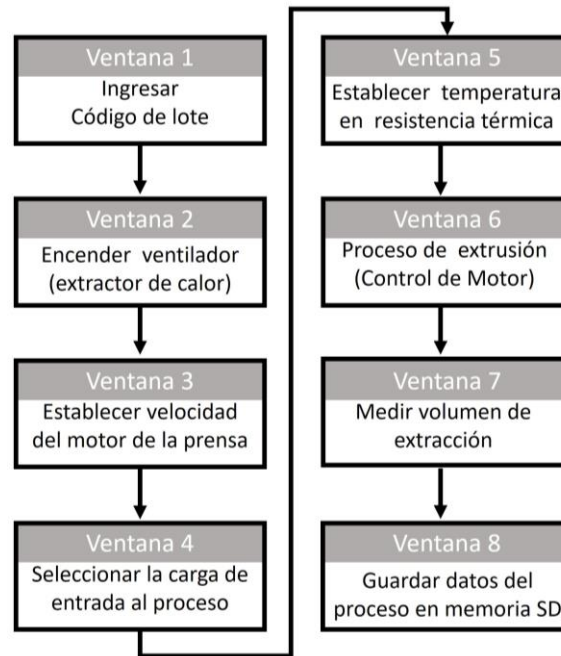 Ventana 1
Ingresar
Código de lote
Ventana 2
Encender ventilador
(extractor de calor)
Ventana 3
Establecer velocidad
del motor de la prensa
Ventana 4
Seleccionar la carga de
entrada al proceso
Ventana 5
Establecer temperatura
en resistencia térmica
Ventana 6
Proceso de extrusión
(Control de Motor)
Ventana 7
Medir volumen de
extracción
Ventana 8
Guardar datos del
proceso en memoria SD